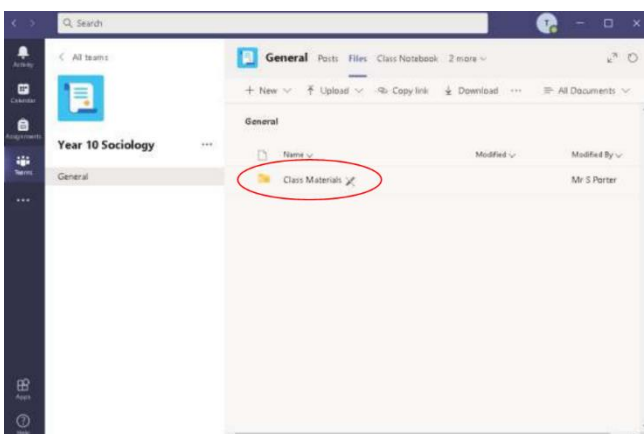 Search
T
Activity
Calendar
Assignments
Teams
Apps
Help
All teams
Year 10 Sociology
General
General Posts Files Class Notebook 2 more
+ New Upload Copy link Download ... All Documents
General
Name Modified Modified By
Class Materials Mr S Porter